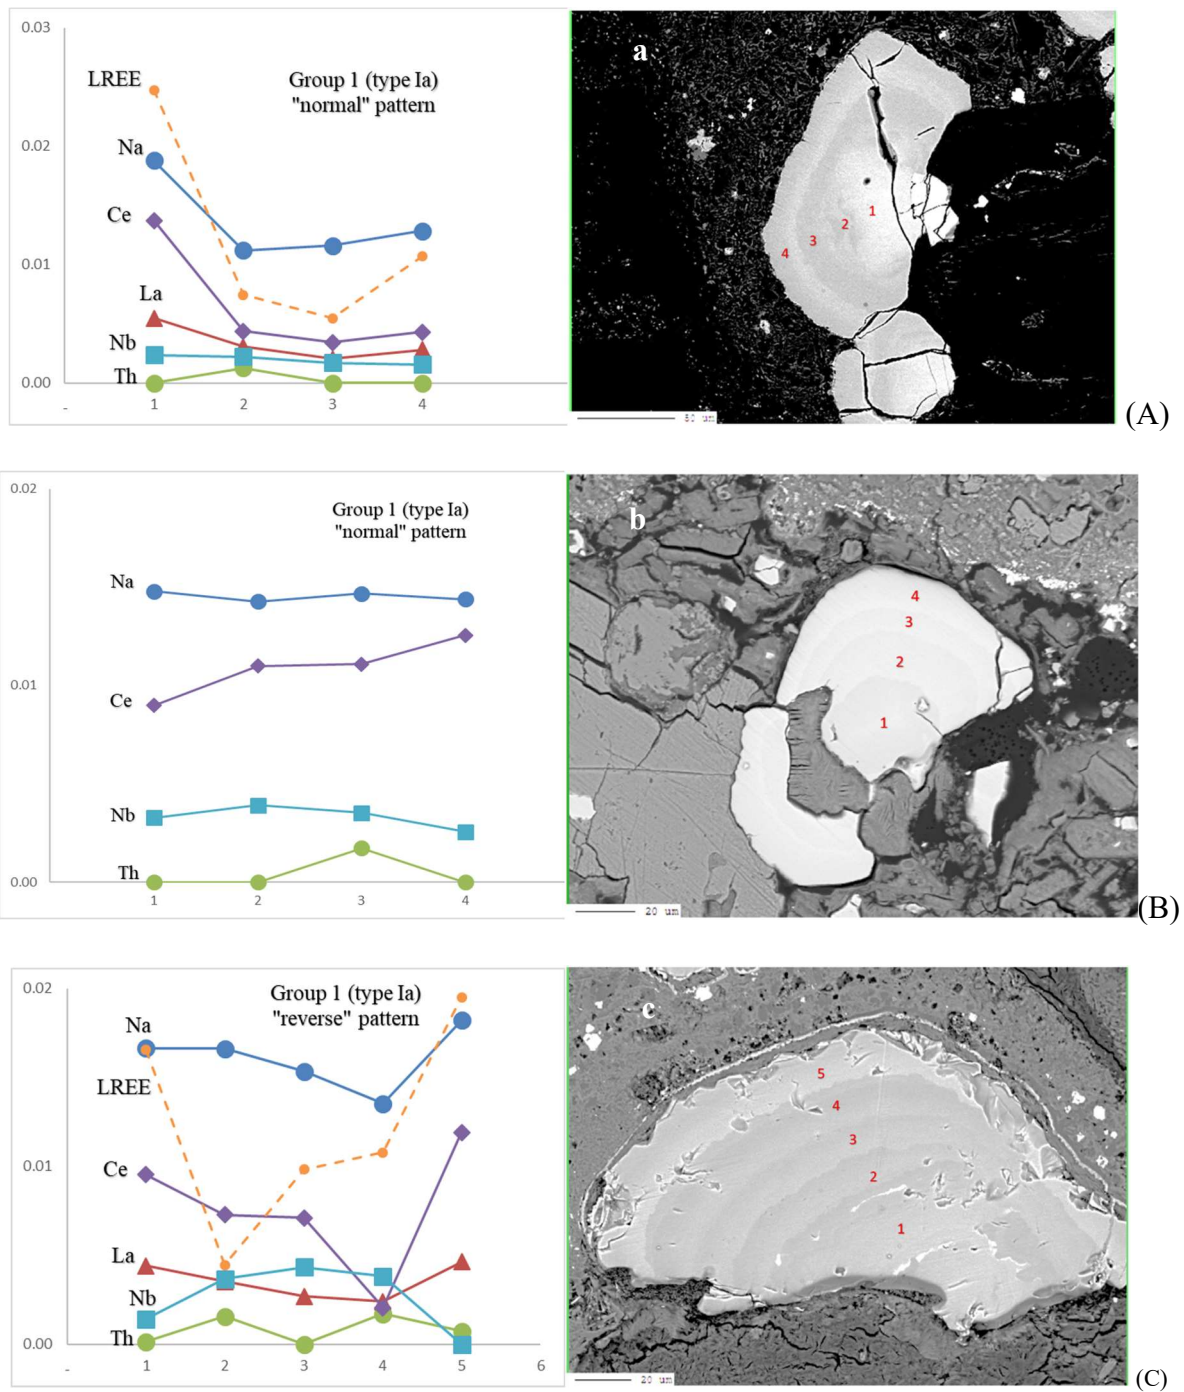 0.03
LREE
Group 1 (type Ia)
"normal" pattern
0.02
Na
Ce
0.01
La
Nb
Th
0.00
- 1 2 3 4
a
1
2
3
4
50 um
(A)
0.02
Group 1 (type Ia)
"normal" pattern
Na
0.01
Ce
Nb
Th
0.00
1 2 3 4
b
4
3
2
1
20 um
(B)
0.02
Group 1 (type Ia)
"reverse" pattern
Na
LREE
0.01
Ce
La
Nb
Th
0.00
- 1 2 3 4 5 6
c
5
4
3
2
1
20 um
(C)